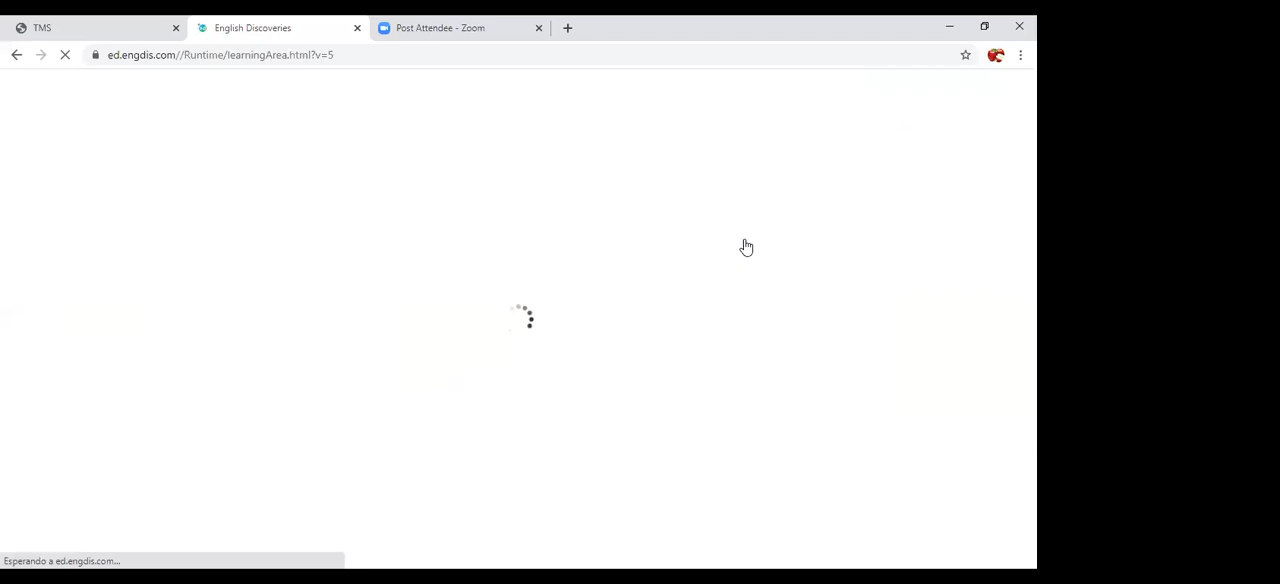 TMS
English Discoveries
Post Attendee - Zoom
ed.engdis.com//Runtime/learningArea.html?v=5
Esperando a ed.engdis.com...